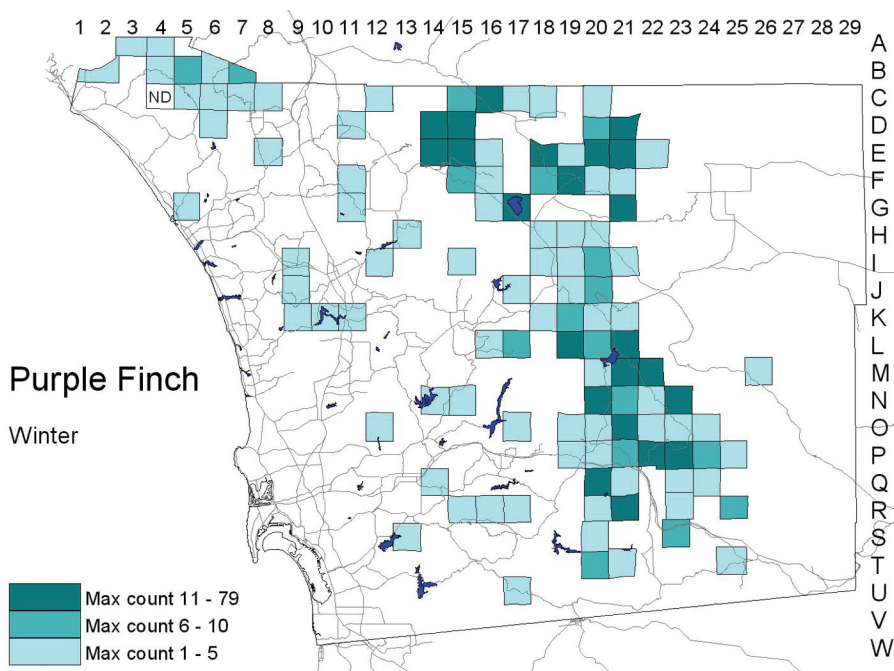 1 2 3 4 5 6 7 8 9 10 11 12 13 14 15 16 17 18 19 20 21 22 23 24 25 26 27 28 29
A
B
C
ND
D
E
F
G
H
I
J
K
L
M
Purple Finch
N
Winter
O
P
Q
R
S
T
U
V
W
Max count 11 - 79
Max count 6 - 10
Max count 1 - 5